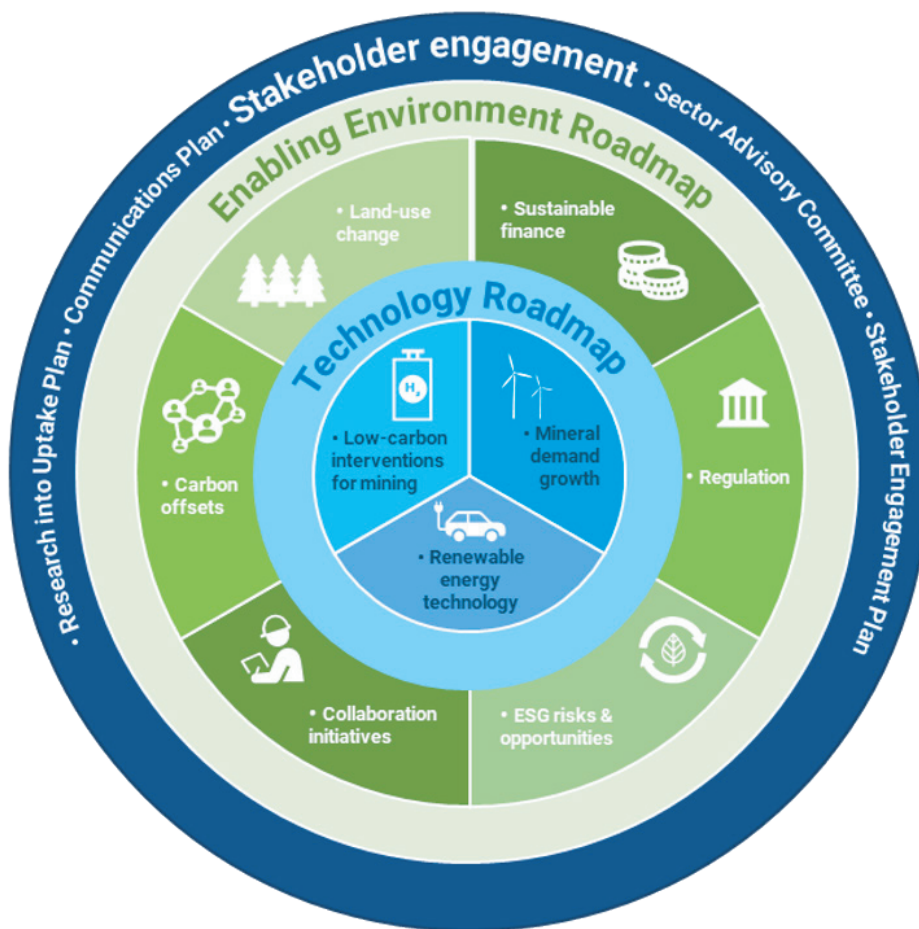 • Research into Uptake Plan • Communications Plan • Stakeholder engagement • Sector Advisory Committee • Stakeholder Engagement Plan
Enabling Environment Roadmap
• Land-use
change
• Sustainable
finance
• Carbon
offsets
• Regulation
• Collaboration
initiatives
• ESG risks &
opportunities
Technology Roadmap
H₂
• Low-carbon
interventions
for mining
• Mineral
demand
growth
• Renewable
energy
technology